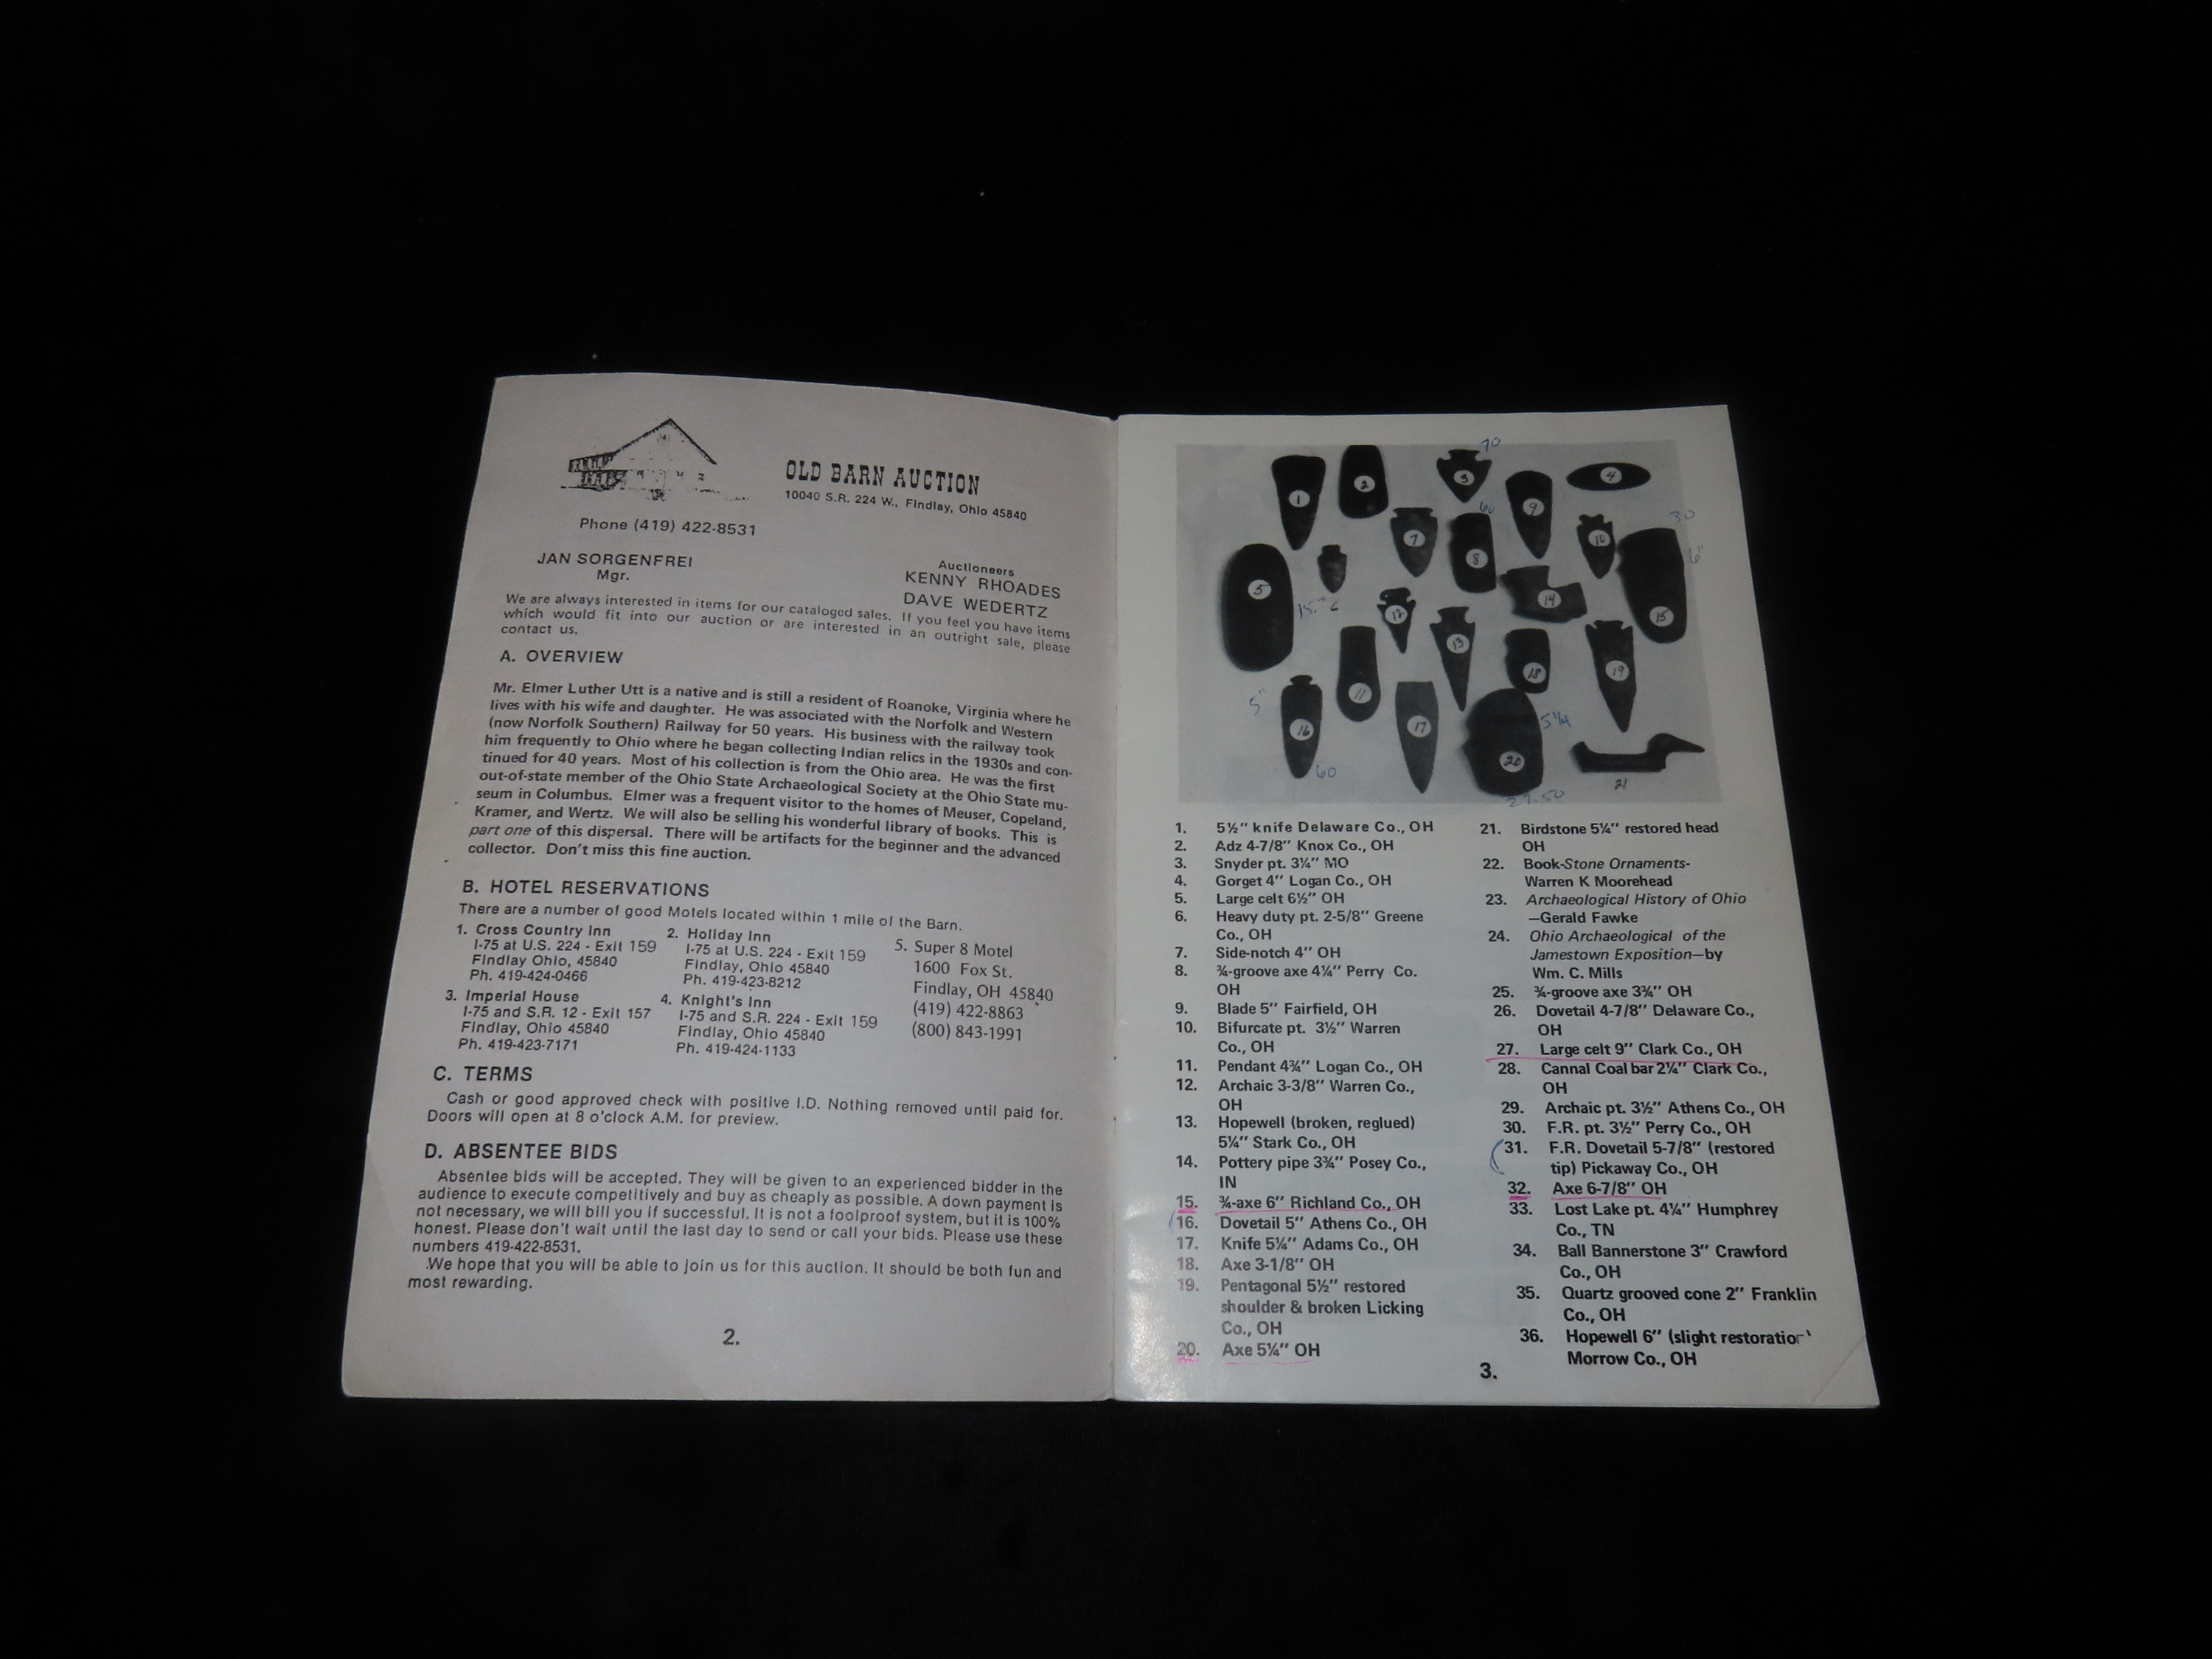 OLD BARN AUCTION
10040 S.R. 224 W., Findlay, Ohio 45840
Phone (419) 422-8531
JAN SORGENFREI
Mgr.
Auctioneers
KENNY RHOADES
DAVE WEDERTZ
We are always interested in items for our cataloged sales. If you feel you have items
which would fit into our auction or are interested in an outright sale, please
contact us.
A. OVERVIEW
Mr. Elmer Luther Utt is a native and is still a resident of Roanoke, Virginia where he
lives with his wife and daughter. He was associated with the Norfolk and Western
(now Norfolk Southern) Railway for 50 years. His business with the railway took
him frequently to Ohio where he began collecting Indian relics in the 1930s and con-
tinued for 40 years. Most of his collection is from the Ohio area. He was the first
out-of-state member of the Ohio State Archaeological Society at the Ohio State mu-
seum in Columbus. Elmer was a frequent visitor to the homes of Meuser, Copeland,
Kramer, and Wertz. We will also be selling his wonderful library of books. This is
part one of this dispersal. There will be artifacts for the beginner and the advanced
collector. Don't miss this fine auction.
B. HOTEL RESERVATIONS
There are a number of good Motels located within 1 mile of the Barn.
1. Cross Country Inn
I-75 at U.S. 224 - Exit 159
Findlay Ohio, 45840
Ph. 419-424-0466
2. Holiday Inn
I-75 at U.S. 224 - Exit 159
Findlay, Ohio 45840
Ph. 419-423-8212
3. Imperial House
I-75 and S.R. 12 - Exit 157
Findlay, Ohio 45840
Ph. 419-423-7171
4. Knight's Inn
I-75 and S.R. 224 - Exit 159
Findlay, Ohio 45840
Ph. 419-424-1133
5. Super 8 Motel
1600 Fox St.
Findlay, OH 45840
(419) 422-8863
(800) 843-1991
C. TERMS
Cash or good approved check with positive I.D. Nothing removed until paid for.
Doors will open at 8 o'clock A.M. for preview.
D. ABSENTEE BIDS
Absentee bids will be accepted. They will be given to an experienced bidder in the
audience to execute competitively and buy as cheaply as possible. A down payment is
not necessary, we will bill you if successful. It is not a foolproof system, but it is 100%
honest. Please don't wait until the last day to send or call your bids. Please use these
numbers 419-422-8531.
We hope that you will be able to join us for this auction. It should be both fun and
most rewarding.
2.
70
1
2
3
4
60
9
30
7
8
10
6"
5
15.00
6
14
15
12
13
18
19
5"
11
16
17
5 1/4
20
60
21
27.50
1. 5½" knife Delaware Co., OH
2. Adz 4-7/8" Knox Co., OH
3. Snyder pt. 3¼" MO
4. Gorget 4" Logan Co., OH
5. Large celt 6½" OH
6. Heavy duty pt. 2-5/8" Greene
Co., OH
7. Side-notch 4" OH
8. ¾-groove axe 4¼" Perry Co.
OH
9. Blade 5" Fairfield, OH
10. Bifurcate pt. 3½" Warren
Co., OH
11. Pendant 4¾" Logan Co., OH
12. Archaic 3-3/8" Warren Co.,
OH
13. Hopewell (broken, reglued)
5¼" Stark Co., OH
14. Pottery pipe 3¾" Posey Co.,
IN
15. ¾-axe 6" Richland Co., OH
16. Dovetail 5" Athens Co., OH
17. Knife 5¼" Adams Co., OH
18. Axe 3-1/8" OH
19. Pentagonal 5½" restored
shoulder & broken Licking
Co., OH
20. Axe 5¼" OH
21. Birdstone 5¼" restored head
OH
22. Book-Stone Ornaments-
Warren K Moorehead
23. Archaeological History of Ohio
—Gerald Fawke
24. Ohio Archaeological of the
Jamestown Exposition—by
Wm. C. Mills
25. ¾-groove axe 3¾" OH
26. Dovetail 4-7/8" Delaware Co.,
OH
27. Large celt 9" Clark Co., OH
28. Cannal Coal bar 2¼" Clark Co.,
OH
29. Archaic pt. 3½" Athens Co., OH
30. F.R. pt. 3½" Perry Co., OH
31. F.R. Dovetail 5-7/8" (restored
tip) Pickaway Co., OH
32. Axe 6-7/8" OH
33. Lost Lake pt. 4¼" Humphrey
Co., TN
34. Ball Bannerstone 3" Crawford
Co., OH
35. Quartz grooved cone 2" Franklin
Co., OH
36. Hopewell 6" (slight restoration)
Morrow Co., OH
3.